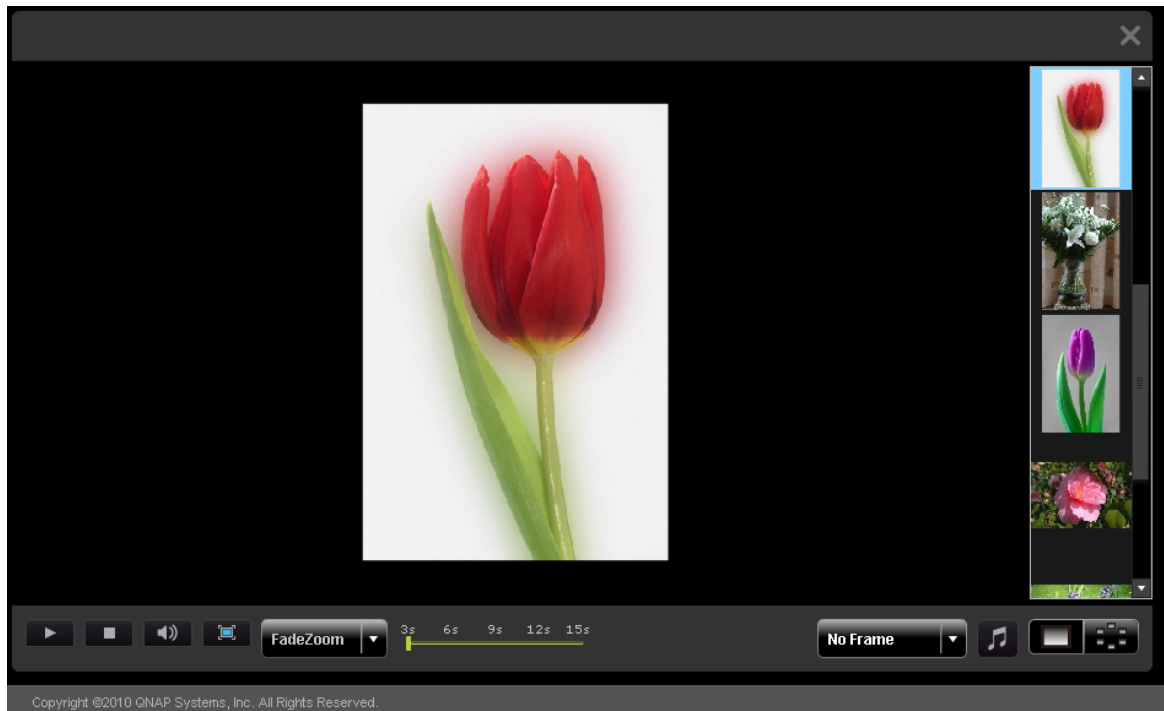 FadeZoom
3s 6s 9s 12s 15s
No Frame
Copyright ©2010 QNAP Systems, Inc. All Rights Reserved.